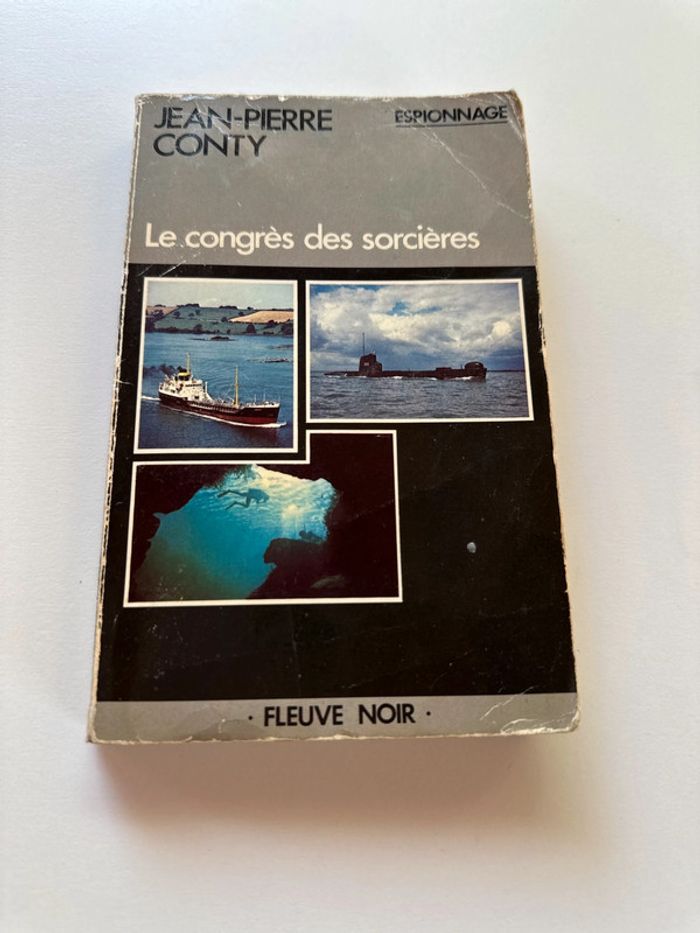 JEAN-PIERRE
CONTY
ESPIONNAGE
Le congrès des sorcières
· FLEUVE NOIR ·